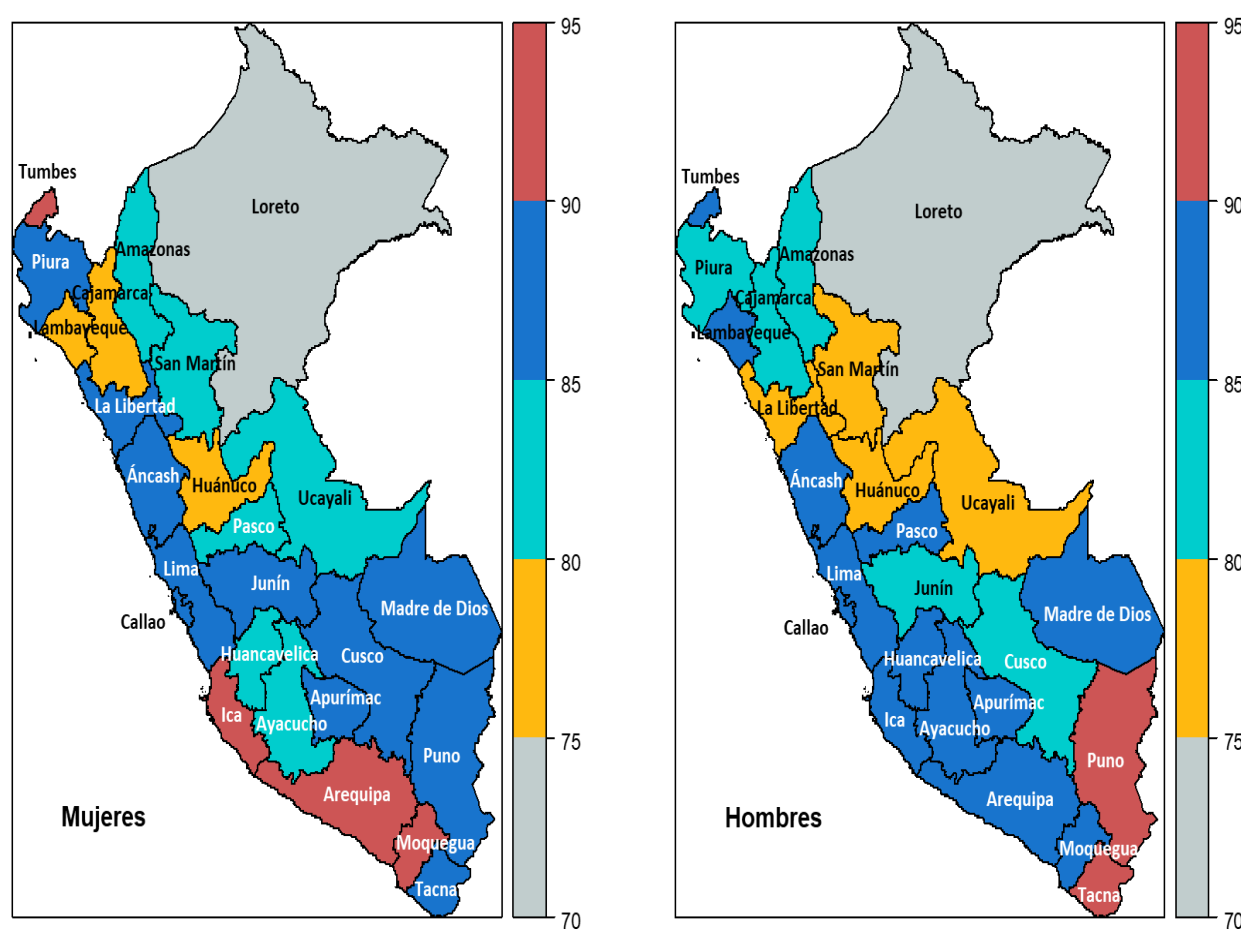 95
90
85
80
75
70
Tumbes
Loreto
Piura
Amazonas
Cajamarca
Lambayeque
San Martín
La Libertad
Áncash
Huánuco
Ucayali
Pasco
Lima
Junín
Callao
Madre de Dios
Huancavelica
Cusco
Apurímac
Ica
Ayacucho
Puno
Arequipa
Mujeres
Moquegua
Tacna
95
90
85
80
75
70
Tumbes
Loreto
Piura
Amazonas
Cajamarca
Lambayeque
San Martín
La Libertad
Áncash
Huánuco
Ucayali
Pasco
Lima
Junín
Callao
Madre de Dios
Huancavelica
Cusco
Apurímac
Ica
Ayacucho
Puno
Arequipa
Hombres
Moquegua
Tacna